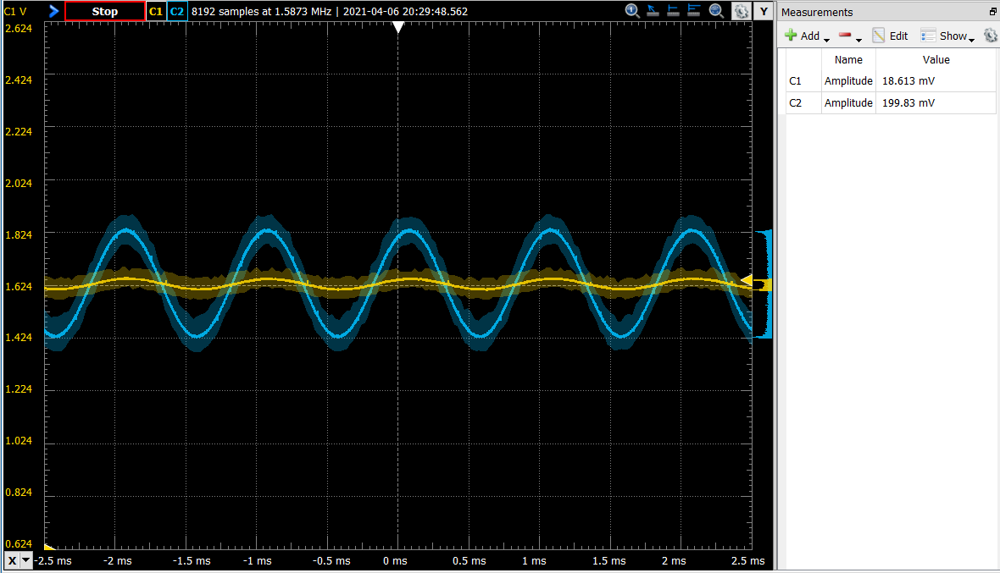 C1 V Stop C1 C2 8192 samples at 1.5873 MHz | 2021-04-06 20:29:48.562 Y
2.624
2.424
2.224
2.024
1.824
1.624
1.424
1.224
1.024
0.824
0.624
X -2.5 ms -2 ms -1.5 ms -1 ms -0.5 ms 0 ms 0.5 ms 1 ms 1.5 ms 2 ms 2.5 ms
Measurements
Add Edit Show
Name Value
C1 Amplitude 18.613 mV
C2 Amplitude 199.83 mV